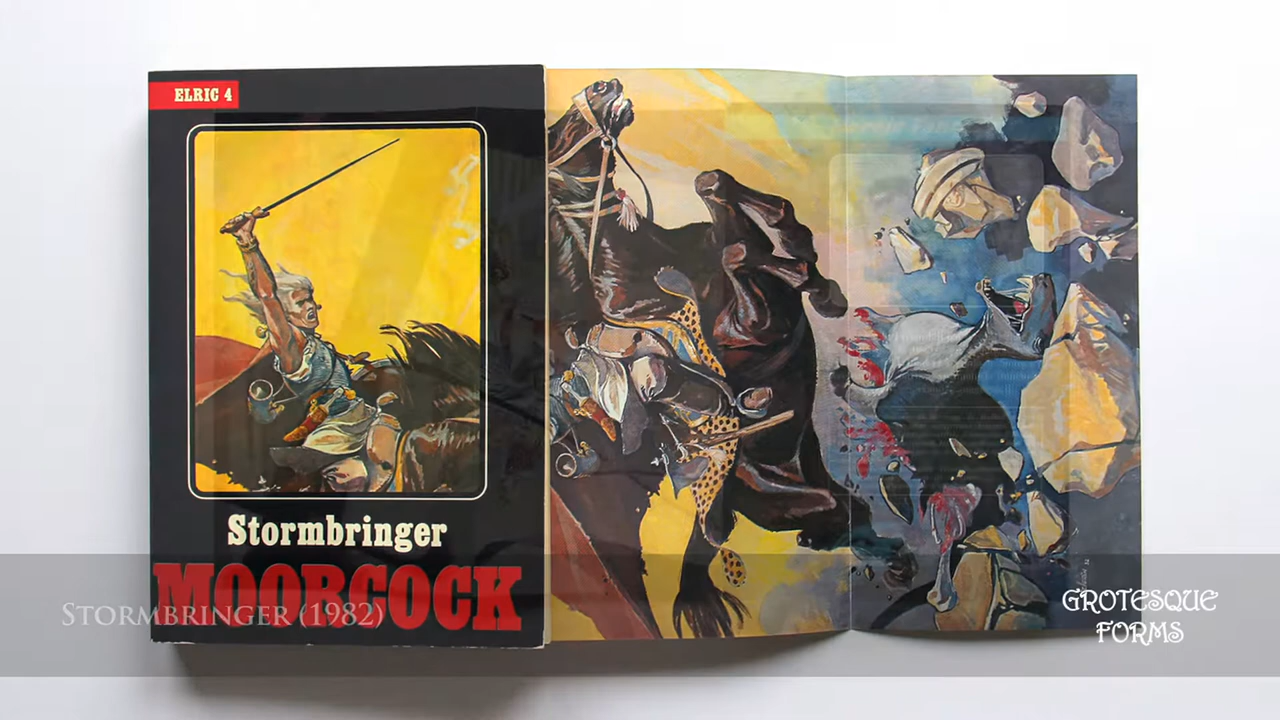 ELRIC 4
Stormbringer
MOORCOCK
STORMBRINGER (1982)
GROTESQUE
FORMS